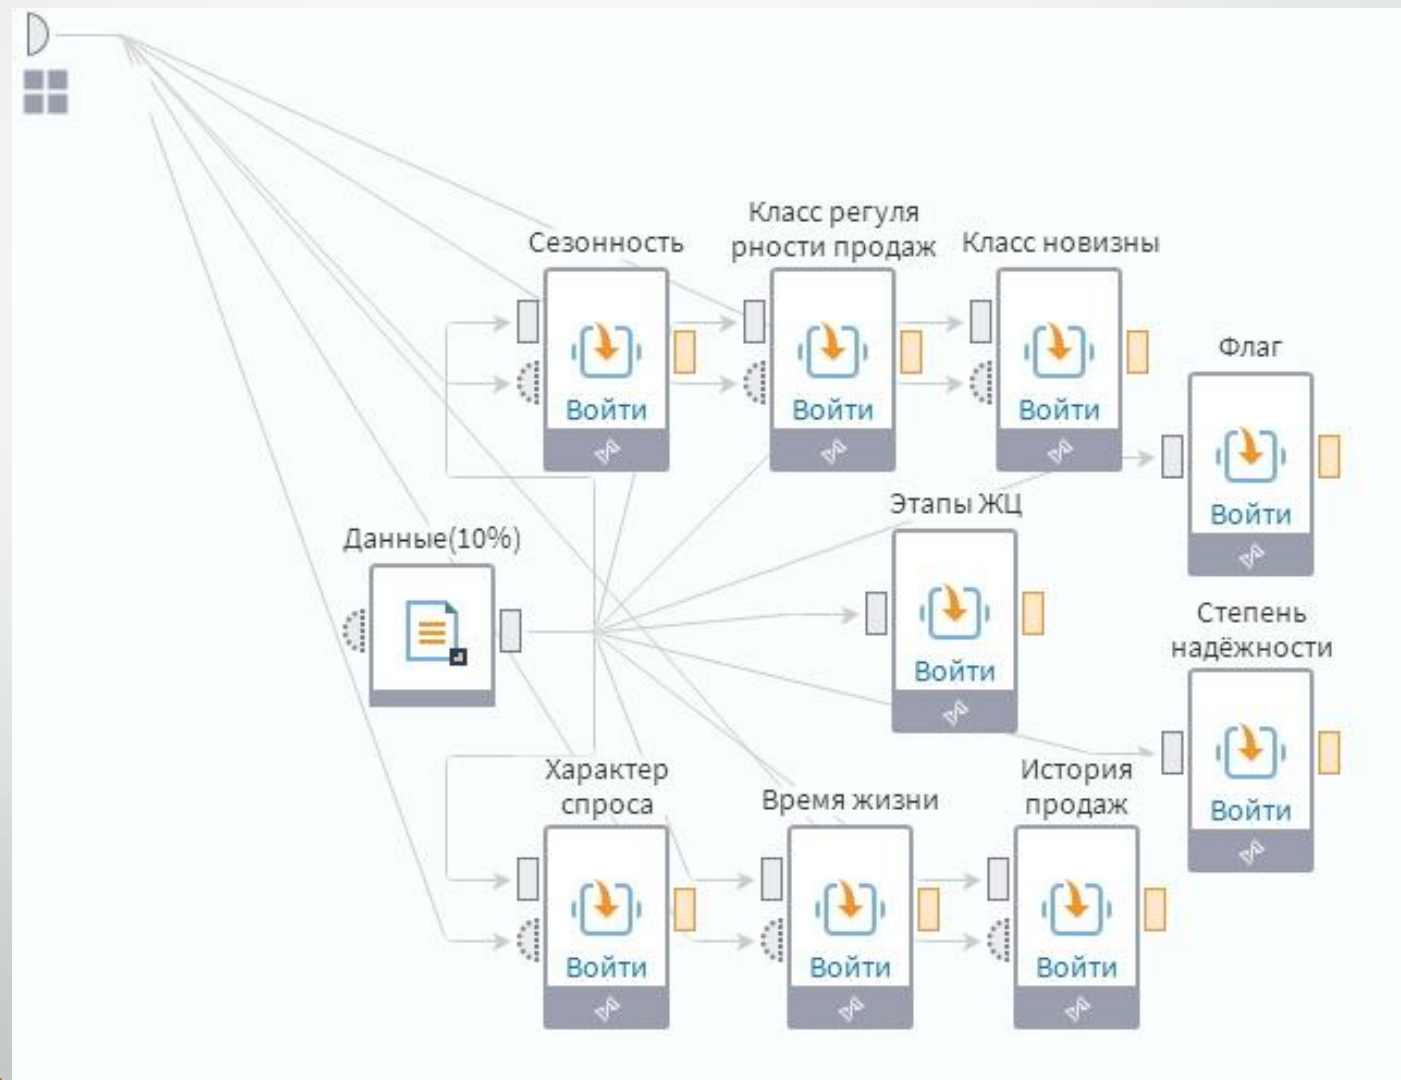 Класс регуля
рности продаж
Сезонность
Класс новизны
Войти
Войти
Войти
Флаг
Войти
Этапы ЖЦ
Войти
Данные(10%)
Степень
надёжности
Войти
Характер
спроса
Время жизни
История
продаж
Войти
Войти
Войти